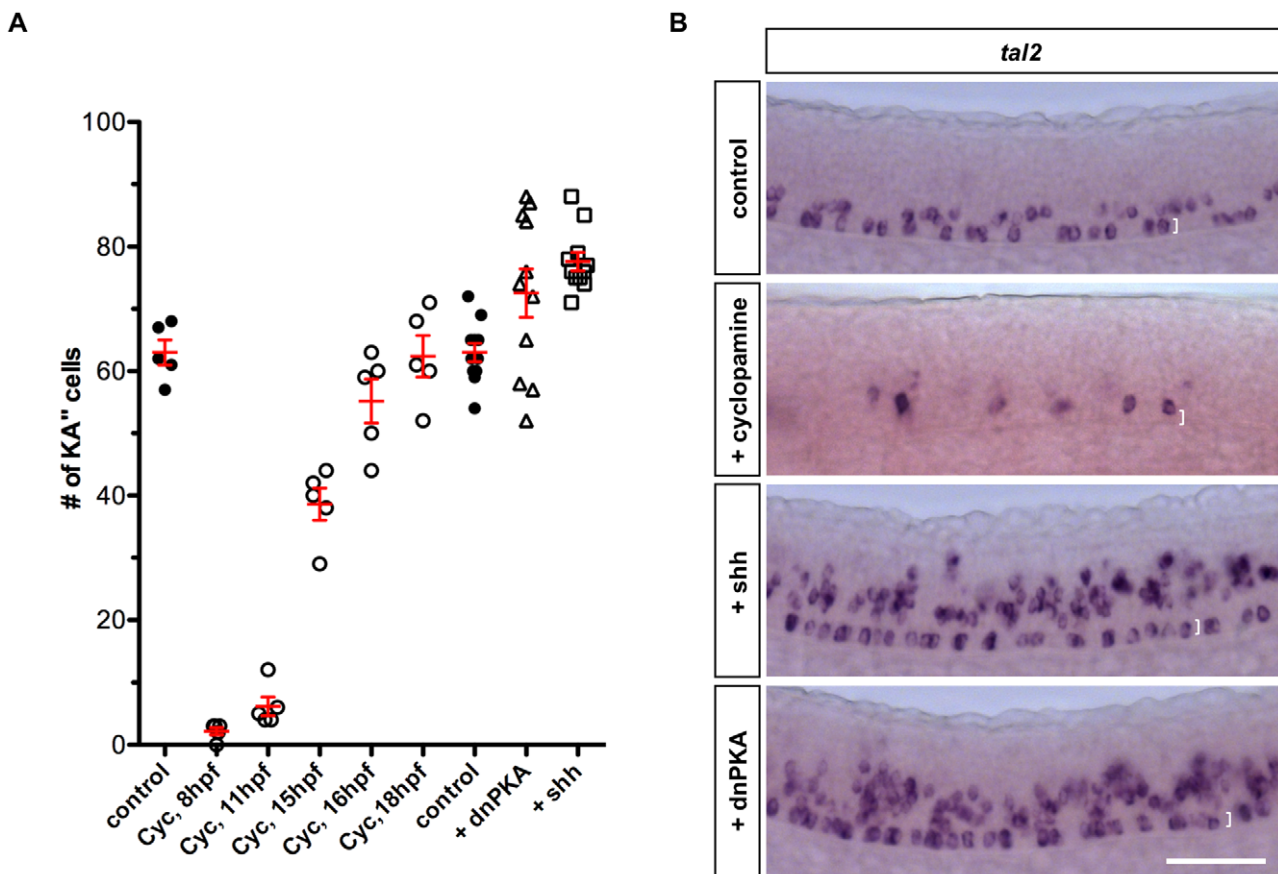 A
B
# of KA" cells
100
80
60
40
20
0
control
Cyc, 8hpf
Cyc, 11hpf
Cyc, 15hpf
Cyc, 16hpf
Cyc, 18hpf
control
+ dnPKA
+ shh
tal2
control
+ cyclopamine
+ shh
+ dnPKA